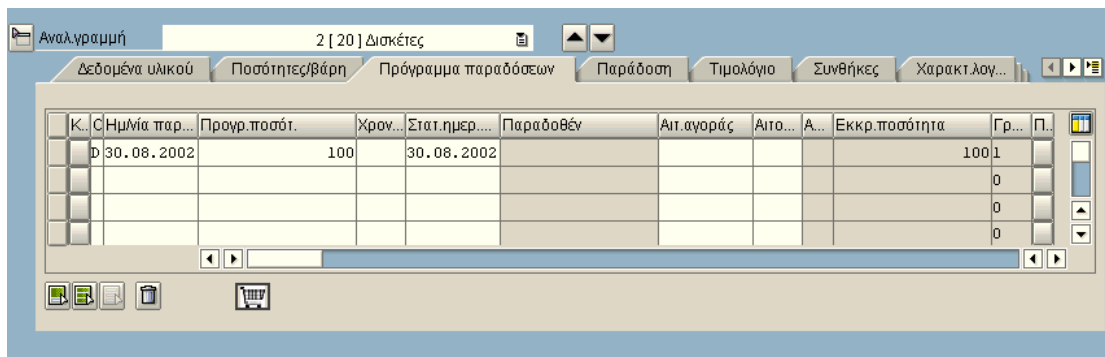 Αναλ.γραμμή 2 [ 20 ] Δισκέτες
Δεδομένα υλικού Ποσότητες/βάρη Πρόγραμμα παραδόσεων Παράδοση Τιμολόγιο Συνθήκες Χαρακτ.λογ...
Κ.. C Ημ/νία παρ... Προγρ.ποσότ. Χρον... Στατ.ημερ.... Παραδοθέν Αιτ.αγοράς Αιτο... Α... Εκκρ.ποσότητα Γρ... Π..
D 30.08.2002 100 30.08.2002 100 1
0
0
0